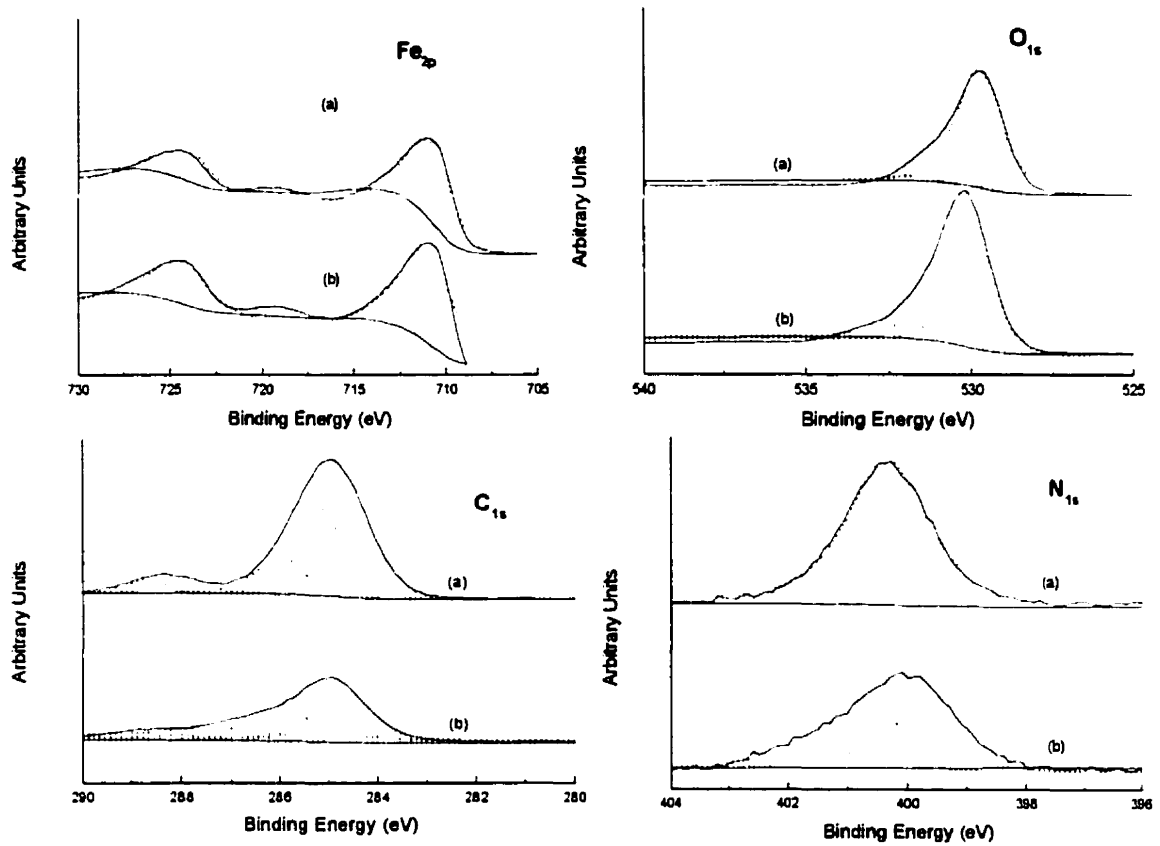 Fe2p
(a)
(b)
Arbitrary Units
730 725 720 715 710 705
Binding Energy (eV)
O1s
(a)
(b)
Arbitrary Units
540 535 530 525
Binding Energy (eV)
C1s
(a)
(b)
Arbitrary Units
290 288 286 284 282 280
Binding Energy (eV)
N1s
(a)
(b)
Arbitrary Units
404 402 400 398 396
Binding Energy (eV)